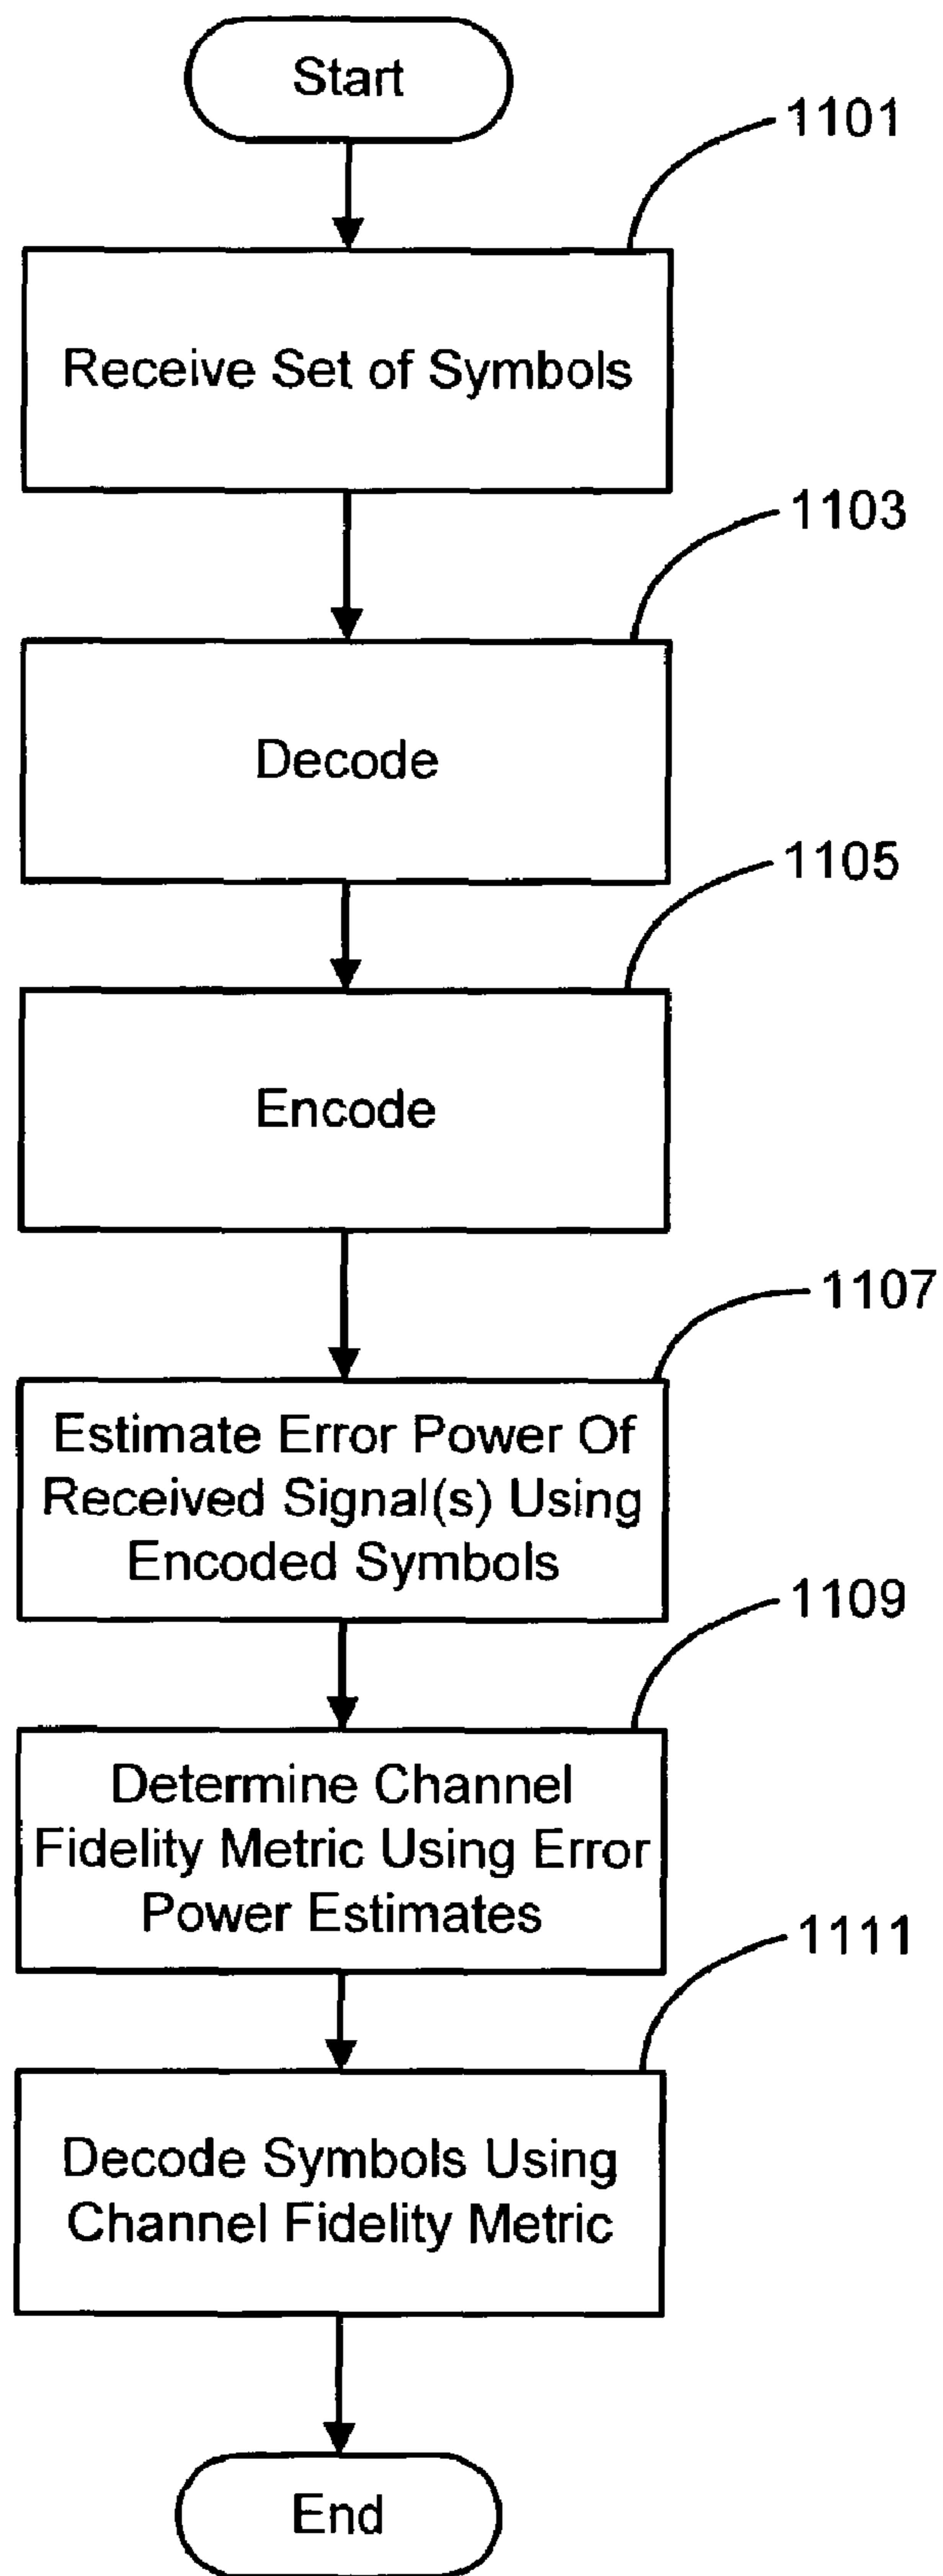 Start
1101
Receive Set of Symbols
1103
Decode
1105
Encode
1107
Estimate Error Power Of
Received Signal(s) Using
Encoded Symbols
1109
Determine Channel
Fidelity Metric Using Error
Power Estimates
1111
Decode Symbols Using
Channel Fidelity Metric
End